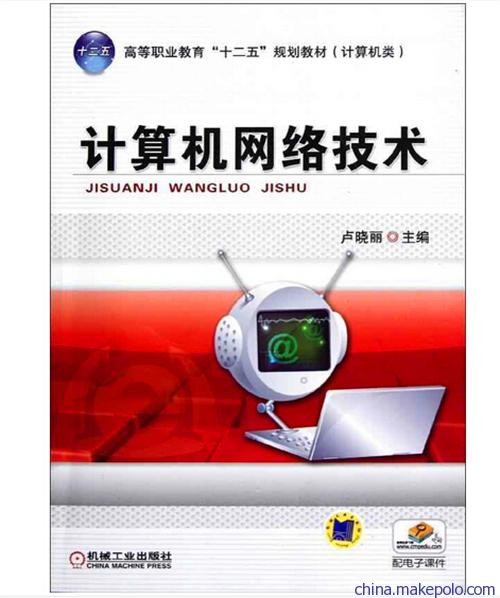 十二五 高等职业教育“十二五”规划教材(计算机类)
计算机网络技术
JISUANJI WANGLUO JISHU
卢晓丽 ◎ 主编
@
机械工业出版社
CHINA MACHINE PRESS
www.cmpedu.com
配电子课件
china.makepolo.com